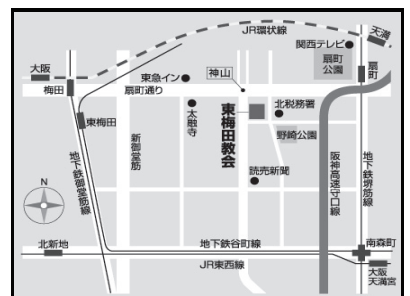 JR環状線
天満
関西テレビ
大阪
扇町公園
扇町
東急イン
神山
梅田
扇町通り
北税務署
東梅田
太融寺
東梅田教会
野崎公園
新御堂筋
地下鉄御堂筋線
読売新聞
阪神高速守口線
地下鉄堺筋線
N
北新地
地下鉄谷町線
南森町
JR東西線
大阪天満宮